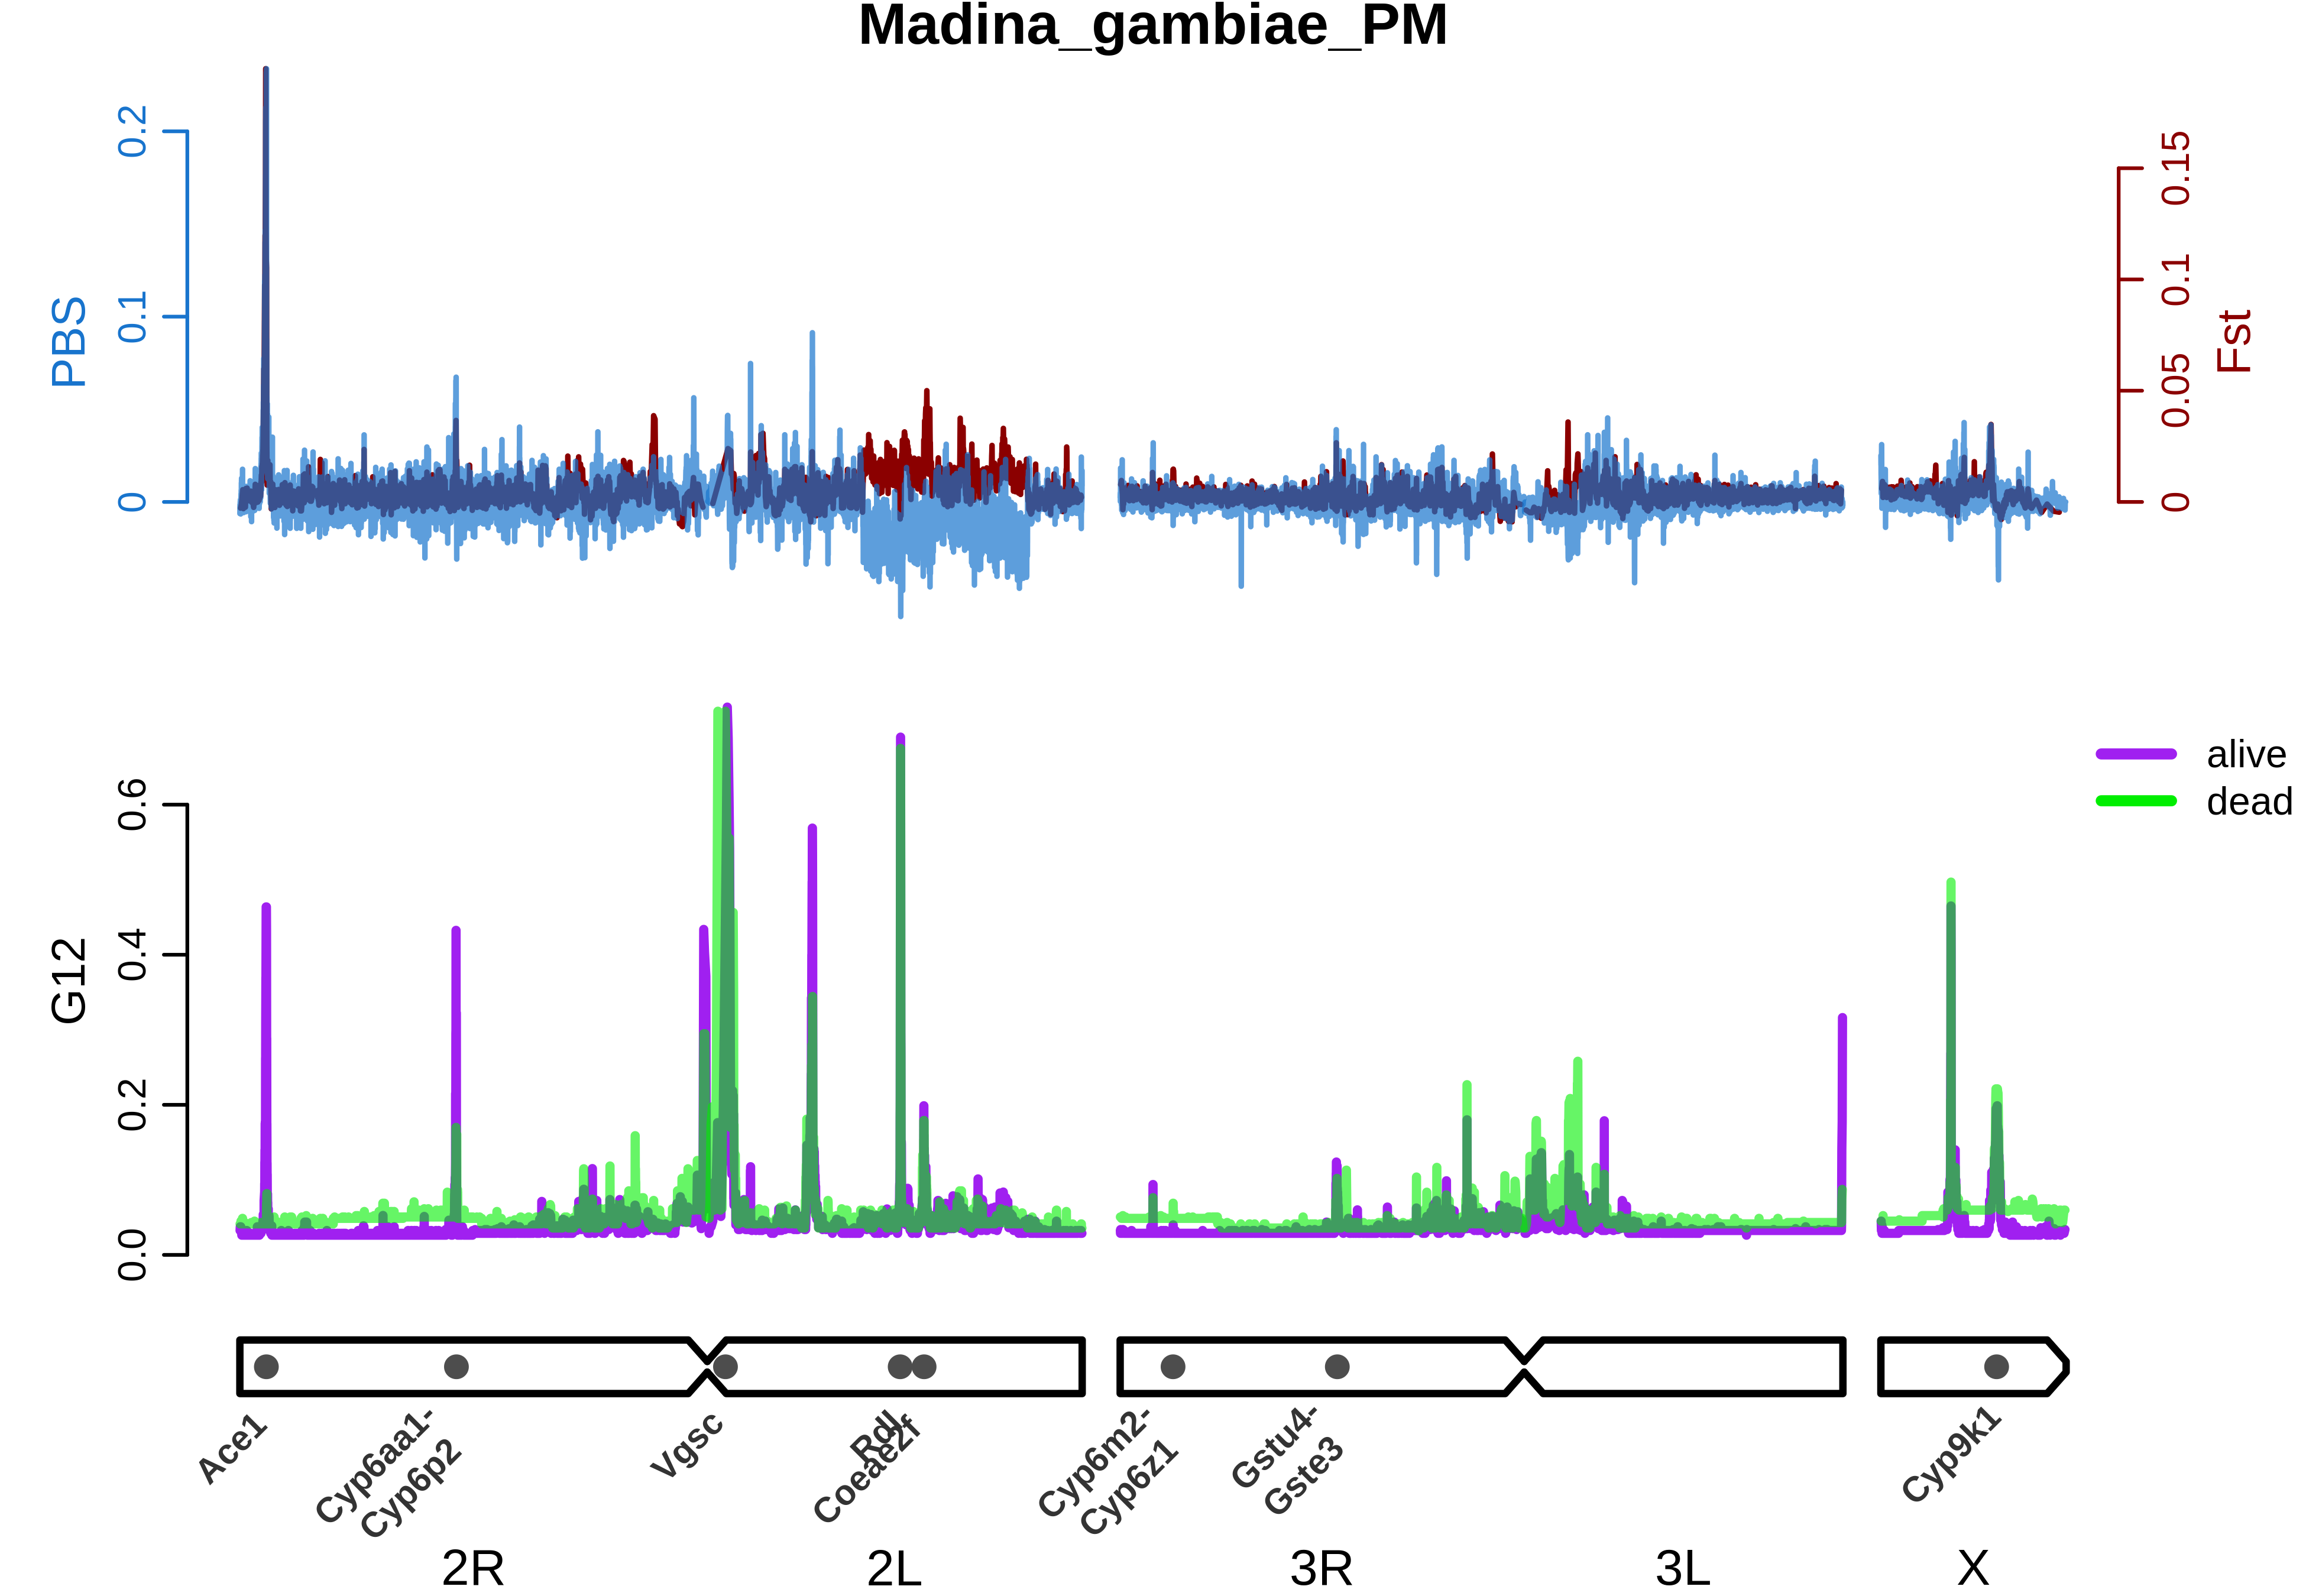 Madina_gambiae_PM
PBS
0
0.1
0.2
Fst
0
0.05
0.1
0.15
G12
0.0
0.2
0.4
0.6
alive
dead
Ace1
Cyp6aa1-
Cyp6p2
Vgsc
Rdl
Coeae2f
Cyp6m2-
Cyp6z1
Gstu4-
Gste3
Cyp9k1
2R
2L
3R
3L
X